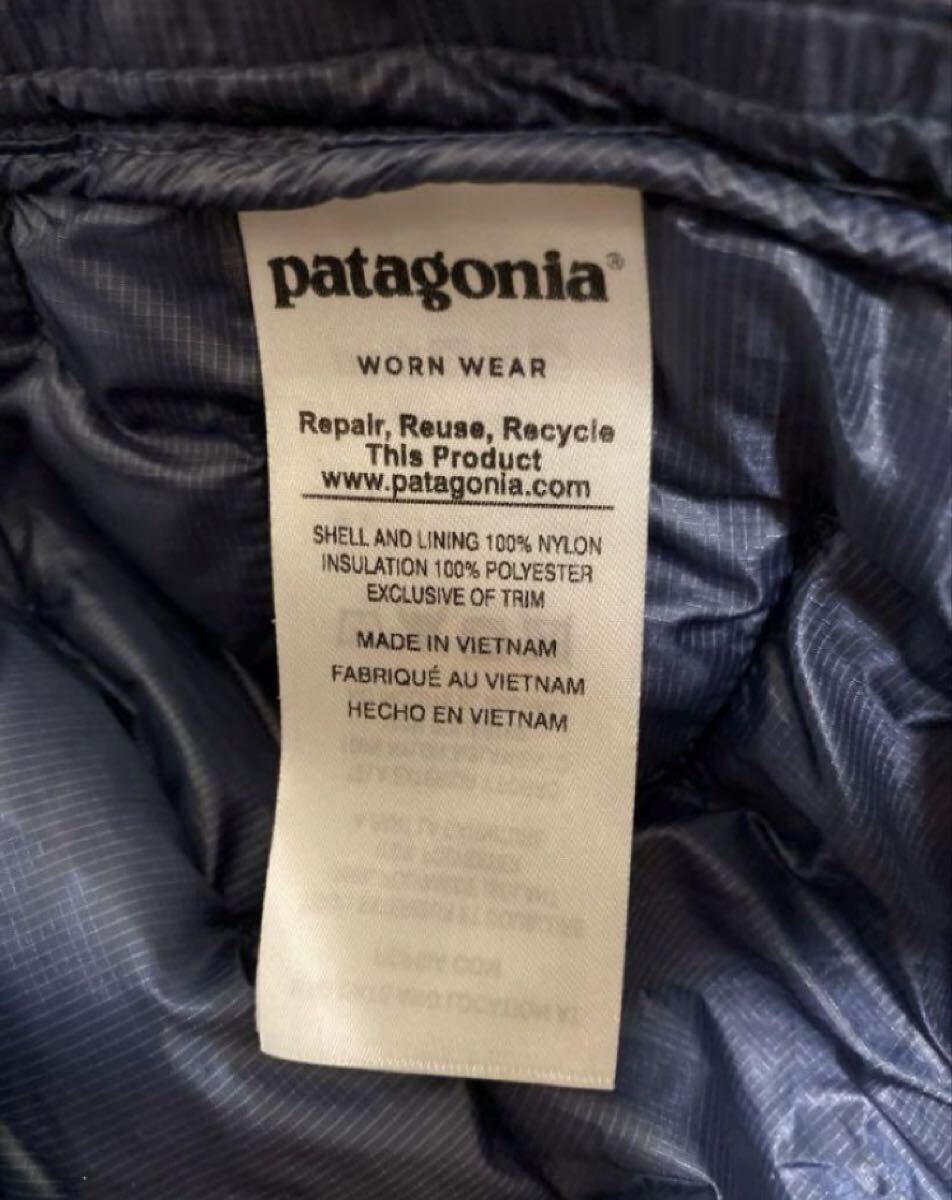 patagonia®
WORN WEAR
Repair, Reuse, Recycle
This Product
www.patagonia.com
SHELL AND LINING 100% NYLON
INSULATION 100% POLYESTER
EXCLUSIVE OF TRIM
MADE IN VIETNAM
FABRIQUÉ AU VIETNAM
HECHO EN VIETNAM